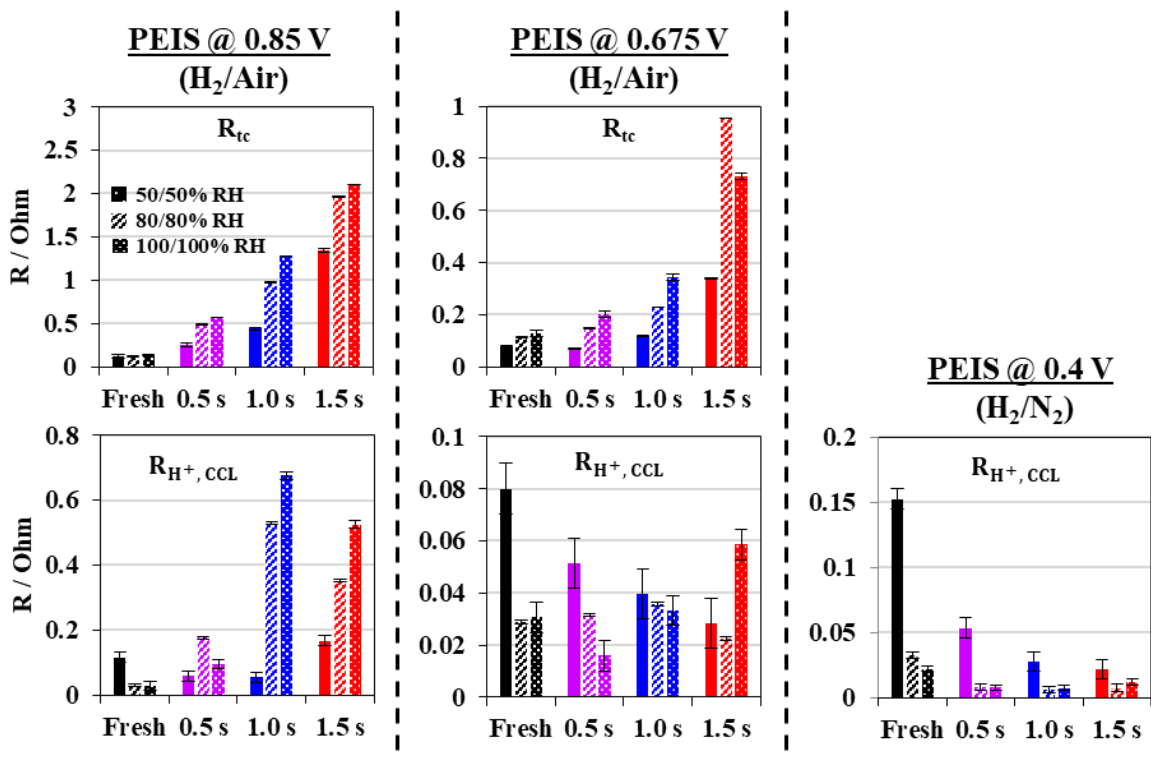 PEIS @ 0.85 V
(H₂/Air)
R / Ohm
3
2.5
2
1.5
1
0.5
0
R_tc
50/50% RH
80/80% RH
100/100% RH
Fresh 0.5 s 1.0 s 1.5 s
R / Ohm
0.8
0.6
0.4
0.2
0
R_H⁺, CCL
Fresh 0.5 s 1.0 s 1.5 s
PEIS @ 0.675 V
(H₂/Air)
1
0.8
0.6
0.4
0.2
0
R_tc
Fresh 0.5 s 1.0 s 1.5 s
0.1
0.08
0.06
0.04
0.02
0
R_H⁺, CCL
Fresh 0.5 s 1.0 s 1.5 s
PEIS @ 0.4 V
(H₂/N₂)
0.2
0.15
0.1
0.05
0
R_H⁺, CCL
Fresh 0.5 s 1.0 s 1.5 s